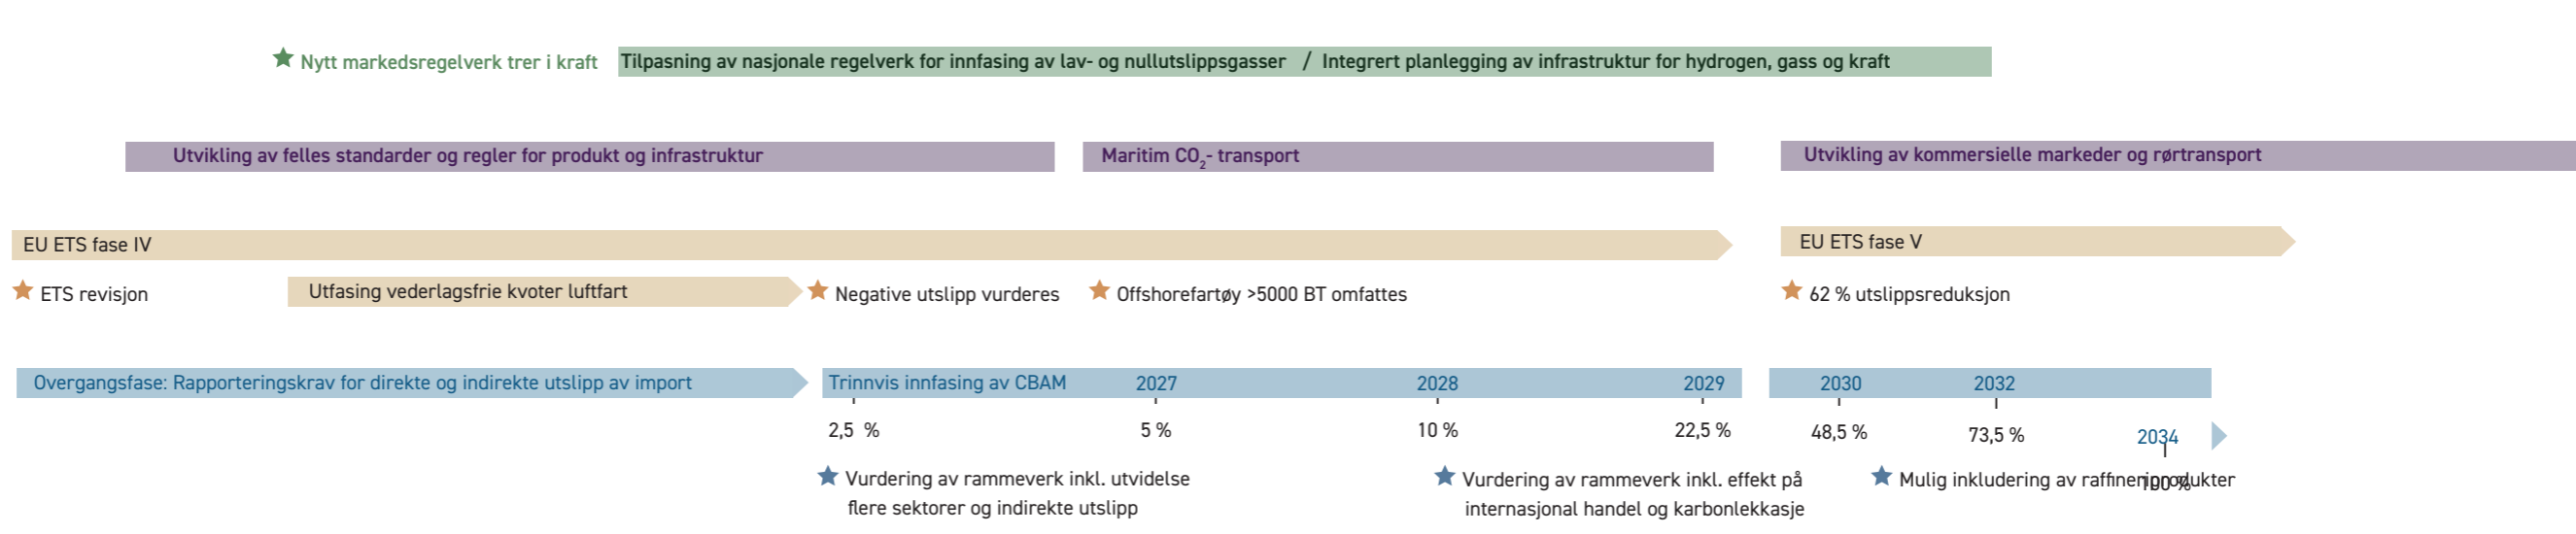 Nytt markedsregelverk trer i kraft
Tilpasning av nasjonale regelverk for innfasing av lav- og nullutslippsgasser / Integrert planlegging av infrastruktur for hydrogen, gass og kraft
Utvikling av felles standarder og regler for produkt og infrastruktur
Maritim CO₂- transport
Utvikling av kommersielle markeder og rørtransport
EU ETS fase IV
EU ETS fase V
ETS revisjon
Utfasing vederlagsfrie kvoter luftfart
Negative utslipp vurderes
Offshorefartøy >5000 BT omfattes
62 % utslippsreduksjon
Overgangsfase: Rapporteringskrav for direkte og indirekte utslipp av import
Trinnvis innfasing av CBAM
2027
2028
2029
2030
2032
2,5 %
5 %
10 %
22,5 %
48,5 %
73,5 %
2034
Vurdering av rammeverk inkl. utvidelse
flere sektorer og indirekte utslipp
Vurdering av rammeverk inkl. effekt på
internasjonal handel og karbonlekkasje
Mulig inkludering av raffineriprodukter
100 %